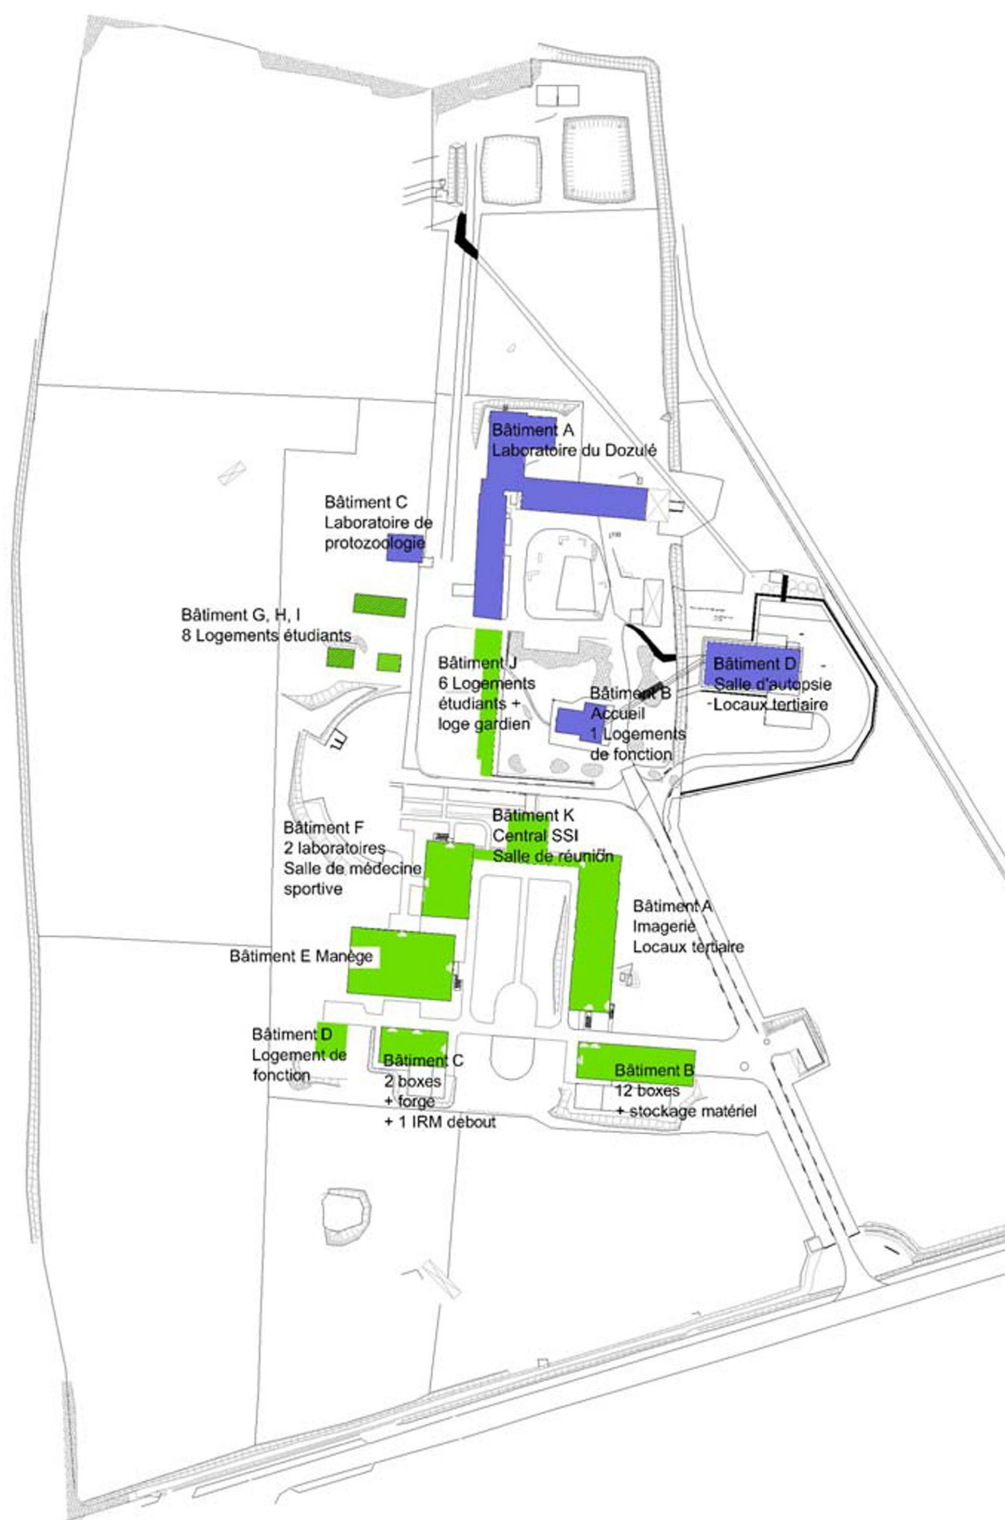 Bâtiment A
Laboratoire du Dozulé
Bâtiment C
Laboratoire de
protozoologie
Bâtiment G, H, I
8 Logements étudiants
Bâtiment J
6 Logements
étudiants +
loge gardien
Bâtiment B
Accueil
1 Logements
de fonction
Bâtiment D
Salle d'autopsie
Locaux tertiaire
Bâtiment K
Central SSI
Salle de réunion
Bâtiment F
2 laboratoires
Salle de médecine
sportive
Bâtiment A
Imagerie
Locaux tertiaire
Bâtiment E Manège
Bâtiment D
Logement de
fonction
Bâtiment C
2 boxes
+ forge
+ 1 IRM debout
Bâtiment B
12 boxes
+ stockage matériel